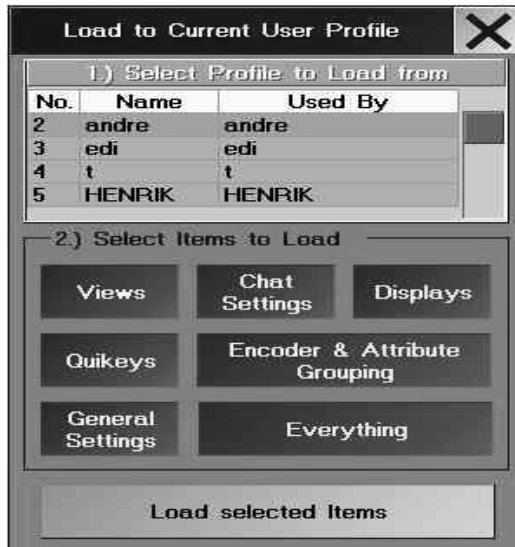 Load to Current User Profile
1.) Select Profile to Load from
No. Name Used By
2 andre andre
3 edi edi
4 t t
5 HENRIK HENRIK
2.) Select Items to Load
Views
Chat
Settings
Displays
Quikeys
Encoder & Attribute
Grouping
General
Settings
Everything
Load selected Items